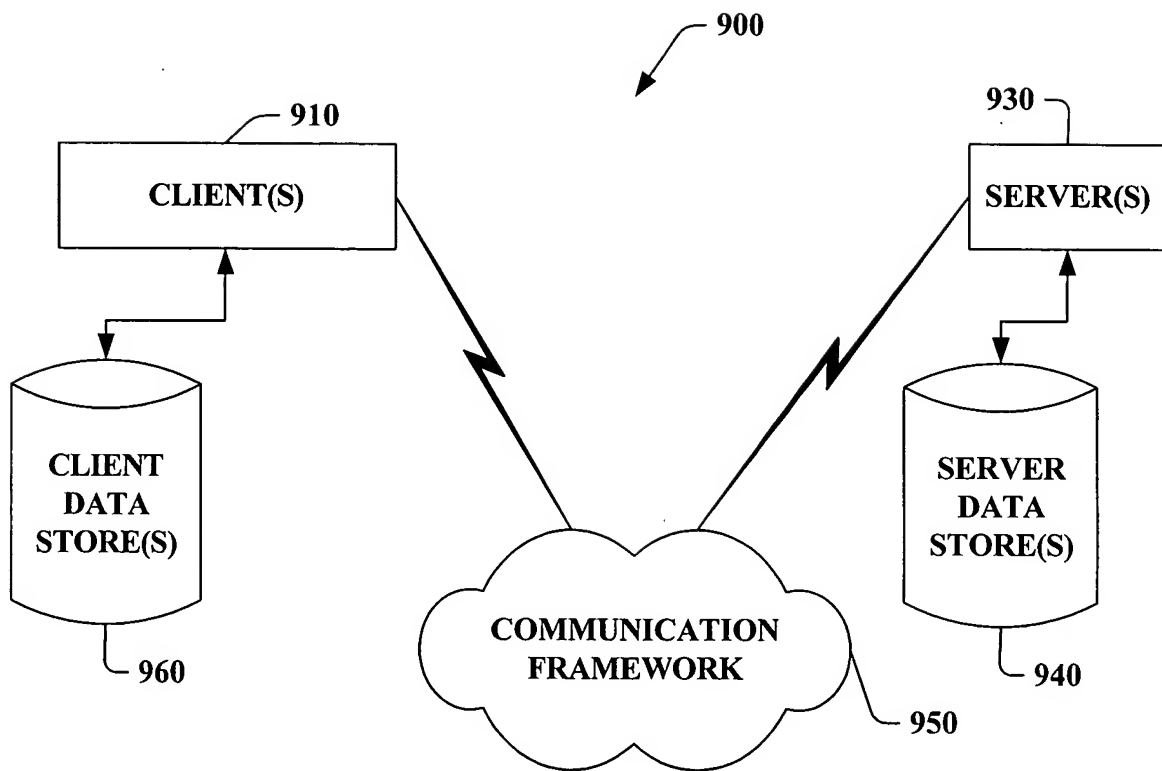 900
910
930
CLIENT(S)
SERVER(S)
CLIENT
DATA
STORE(S)
SERVER
DATA
STORE(S)
COMMUNICATION
FRAMEWORK
960
940
950